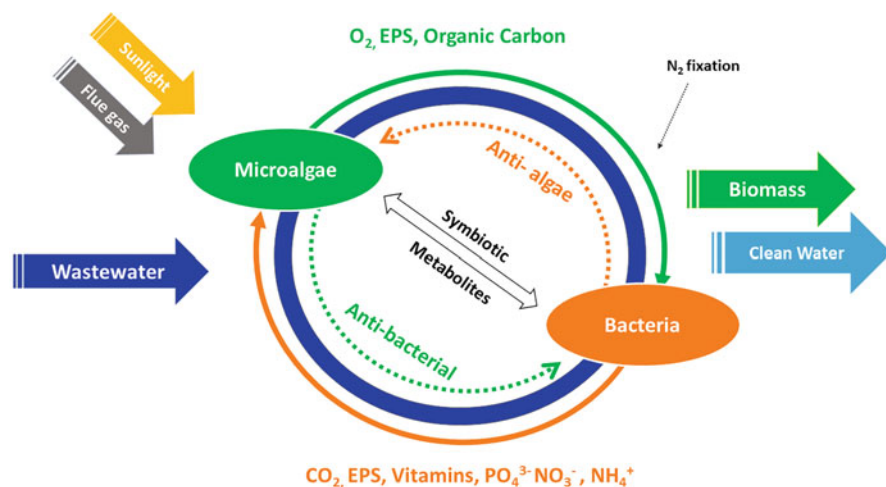 O₂, EPS, Organic Carbon
N₂ fixation
Sunlight
Flue gas
Microalgae
Anti- algae
Biomass
Symbiotic
Metabolites
Wastewater
Clean Water
Bacteria
Anti-bacterial
CO₂, EPS, Vitamins, PO₄³⁻ NO₃⁻, NH₄⁺